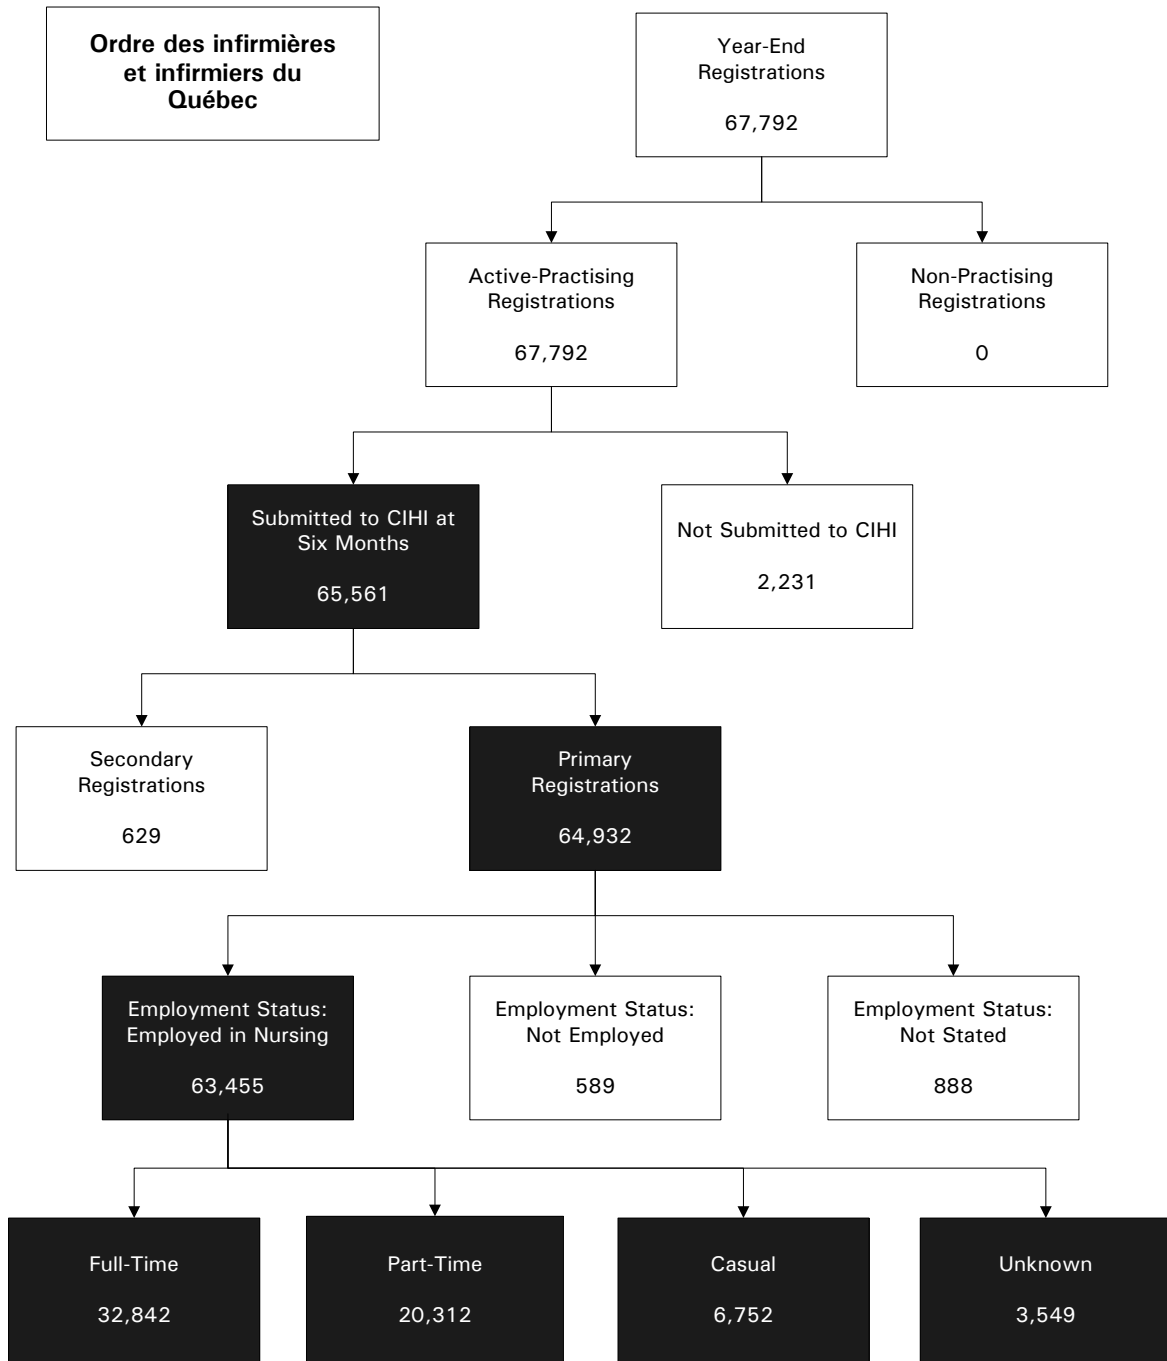 Ordre des infirmières
et infirmiers du
Québec
Year-End
Registrations
67,792
Active-Practising
Registrations
67,792
Non-Practising
Registrations
0
Submitted to CIHI at
Six Months
65,561
Not Submitted to CIHI
2,231
Secondary
Registrations
629
Primary
Registrations
64,932
Employment Status:
Employed in Nursing
63,455
Employment Status:
Not Employed
589
Employment Status:
Not Stated
888
Full-Time
32,842
Part-Time
20,312
Casual
6,752
Unknown
3,549